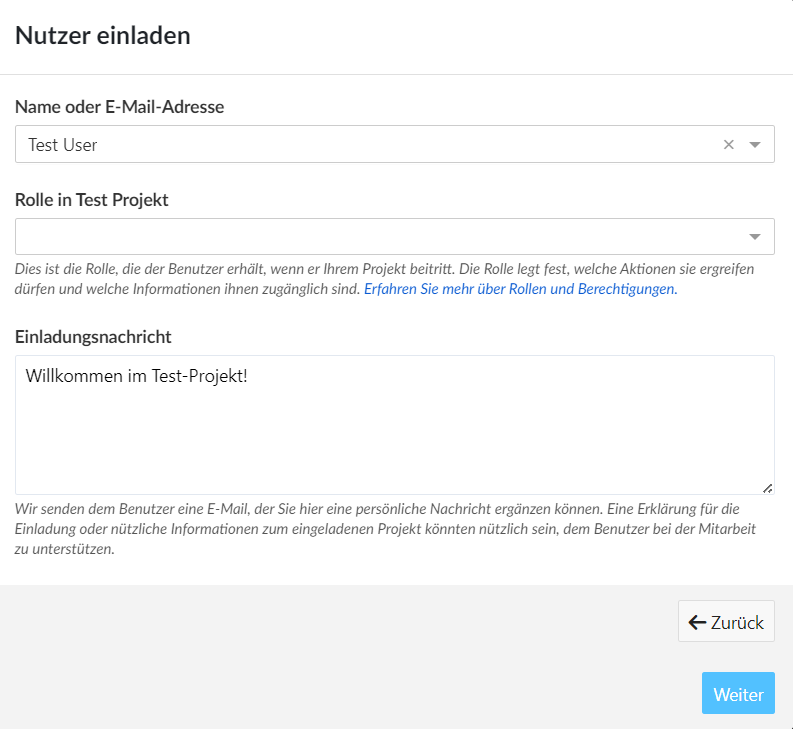 Nutzer einladen
Name oder E-Mail-Adresse
Test User
Rolle in Test Projekt
Dies ist die Rolle, die der Benutzer erhält, wenn er Ihrem Projekt beitritt. Die Rolle legt fest, welche Aktionen sie ergreifen
dürfen und welche Informationen ihnen zugänglich sind. Erfahren Sie mehr über Rollen und Berechtigungen.
Einladungsnachricht
Willkommen im Test-Projekt!
Wir senden dem Benutzer eine E-Mail, der Sie hier eine persönliche Nachricht ergänzen können. Eine Erklärung für die
Einladung oder nützliche Informationen zum eingeladenen Projekt könnten nützlich sein, dem Benutzer bei der Mitarbeit
zu unterstützen.
Zurück
Weiter